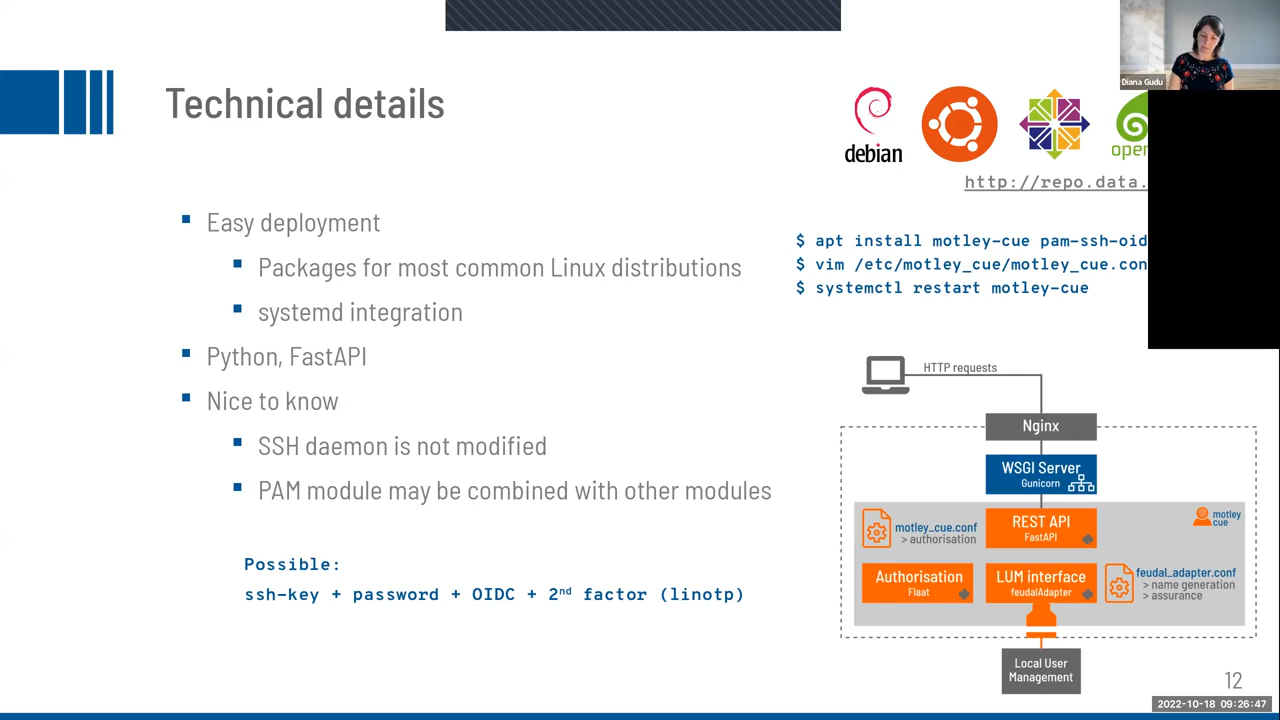 Diana Gudu
Technical details
debian
http://repo.data.
Easy deployment
Packages for most common Linux distributions
systemd integration
Python, FastAPI
Nice to know
SSH daemon is not modified
PAM module may be combined with other modules
Possible:
ssh-key + password + OIDC + 2nd factor (linotp)
$ apt install motley-cue pam-ssh-oid
$ vim /etc/motley_cue/motley_cue.con
$ systemctl restart motley-cue
HTTP requests
Nginx
WSGI Server
Gunicorn
motley_cue.conf
> authorisation
REST API
FastAPI
motley
cue
Authorisation
Flaat
LUM interface
feudalAdapter
feudal_adapter.conf
> name generation
> assurance
Local User
Management
12
2022-10-18 09:26:47